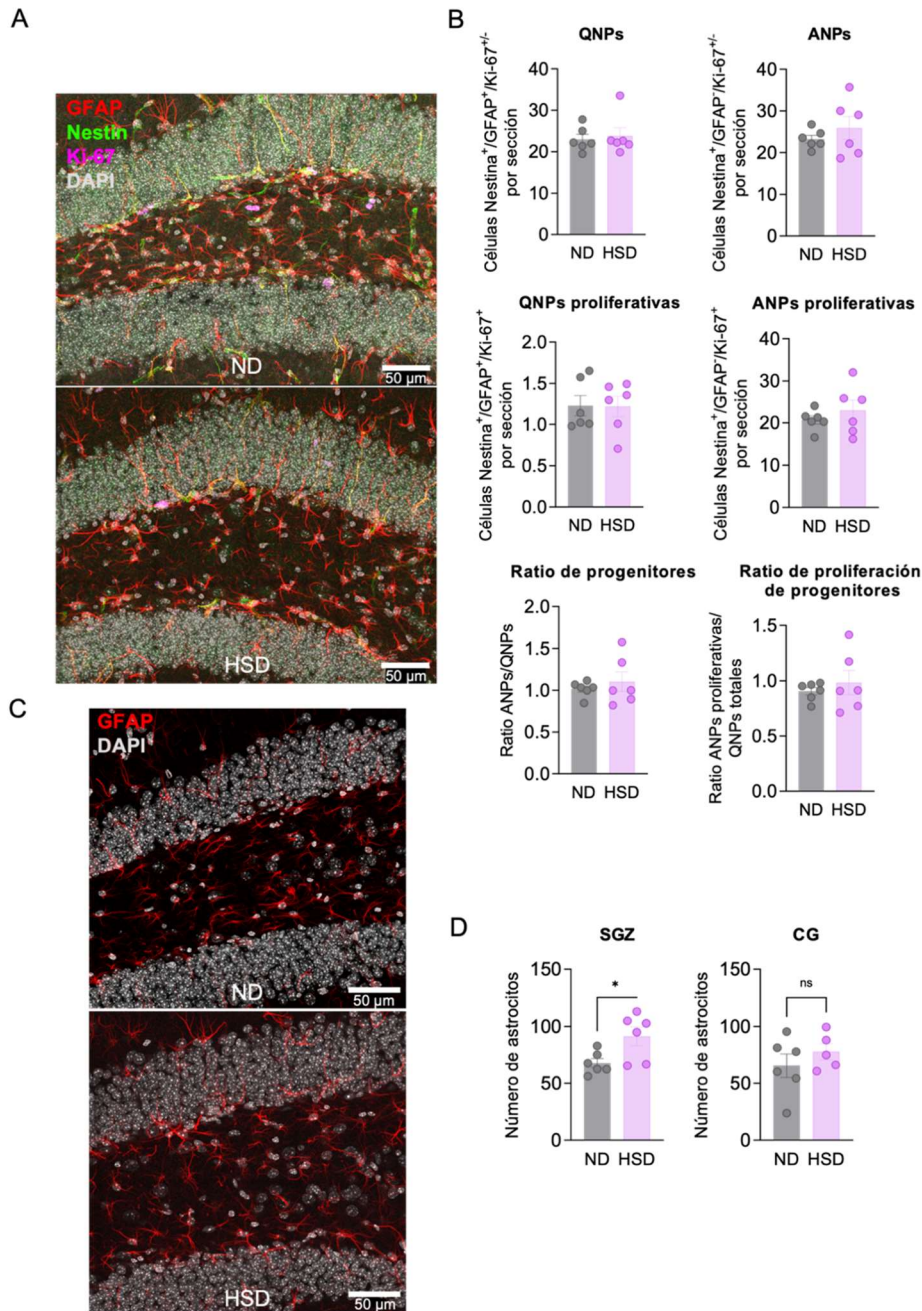 A
GFAP
Nestin
Ki-67
DAPI
ND
50 µm
HSD
50 µm
B
QNPs
Células Nestina+/GFAP+/Ki-67+/-
por sección
40
30
20
10
0
ND HSD
ANPs
Células Nestina+/GFAP-/Ki-67+/-
por sección
40
30
20
10
0
ND HSD
QNPs proliferativas
Células Nestina+/GFAP+/Ki-67+
por sección
2.0
1.5
1.0
0.5
0.0
ND HSD
ANPs proliferativas
Células Nestina+/GFAP-/Ki-67+
por sección
40
30
20
10
0
ND HSD
Ratio de progenitores
Ratio ANPs/QNPs
2.0
1.5
1.0
0.5
0.0
ND HSD
Ratio de proliferación
de progenitores
Ratio ANPs proliferativas/
QNPs totales
1.5
1.0
0.5
0.0
ND HSD
C
GFAP
DAPI
ND
50 µm
HSD
50 µm
D
SGZ
Número de astrocitos
150
100
50
0
*
ND HSD
CG
Número de astrocitos
150
100
50
0
ns
ND HSD